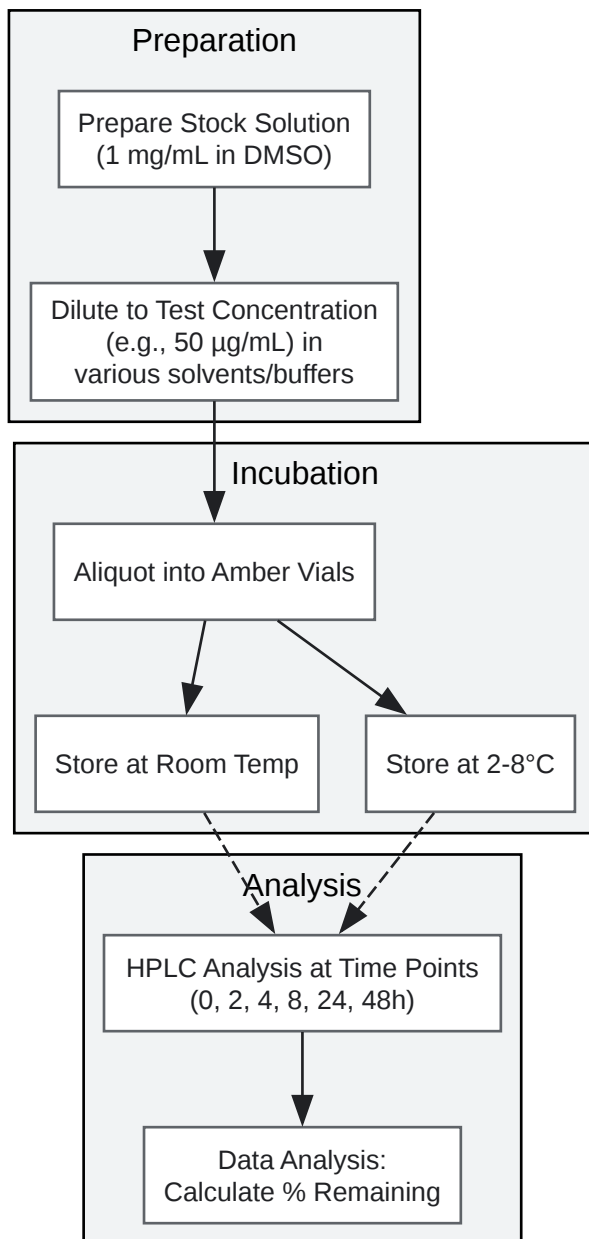 Preparation
Prepare Stock Solution
(1 mg/mL in DMSO)
Dilute to Test Concentration
(e.g., 50 µg/mL) in
various solvents/buffers
Incubation
Aliquot into Amber Vials
Store at Room Temp
Store at 2-8°C
Analysis
HPLC Analysis at Time Points
(0, 2, 4, 8, 24, 48h)
Data Analysis:
Calculate % Remaining